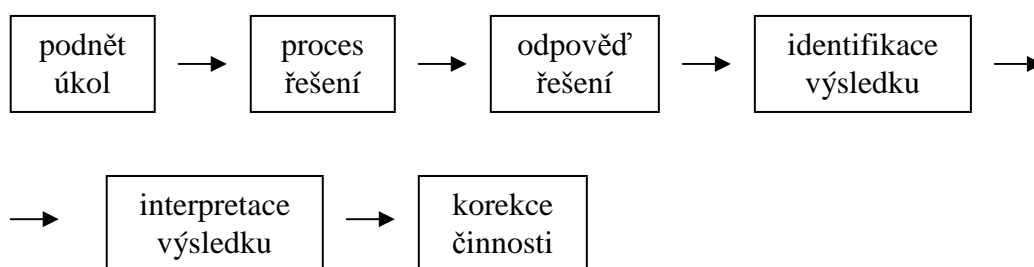 podnět
úkol
proces
řešení
odpověď
řešení
identifikace
výsledku
interpretace
výsledku
korekce
činnosti